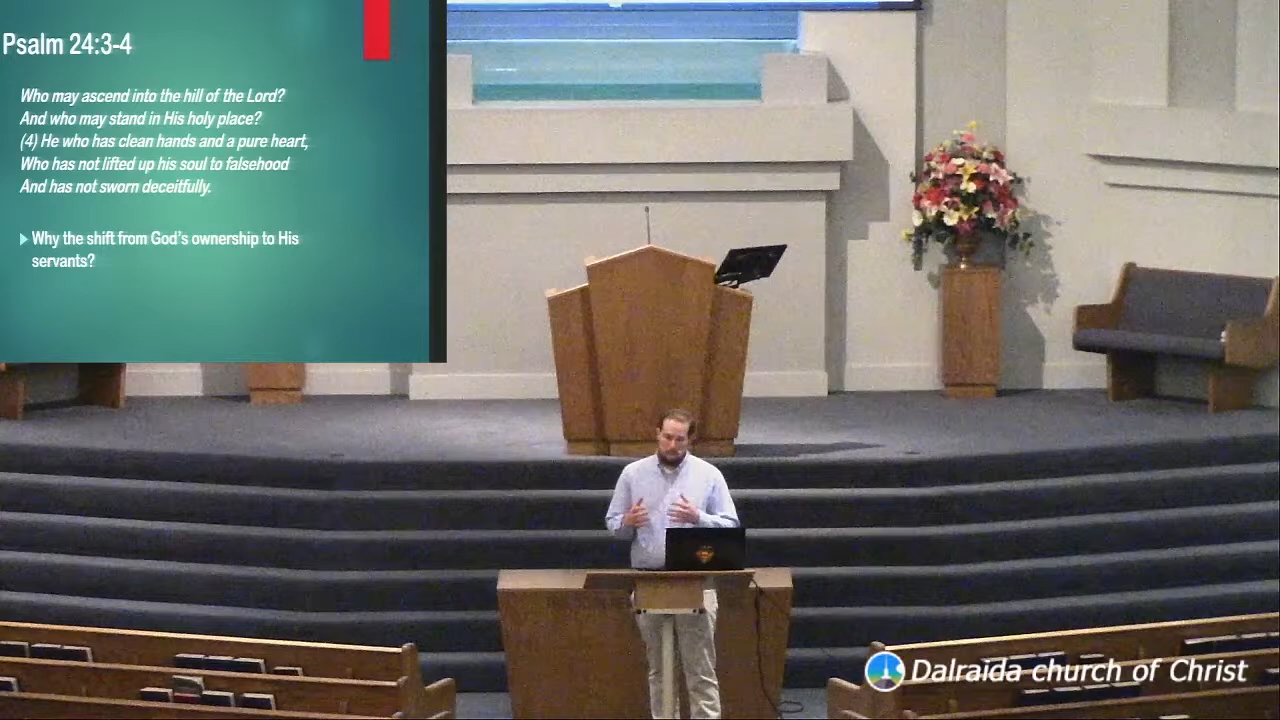 Psalm 24:3-4
Who may ascend into the hill of the Lord?
And who may stand in His holy place?
(4) He who has clean hands and a pure heart,
Who has not lifted up his soul to falsehood
And has not sworn deceitfully.
Why the shift from God's ownership to His
servants?
Dalraida church of Christ